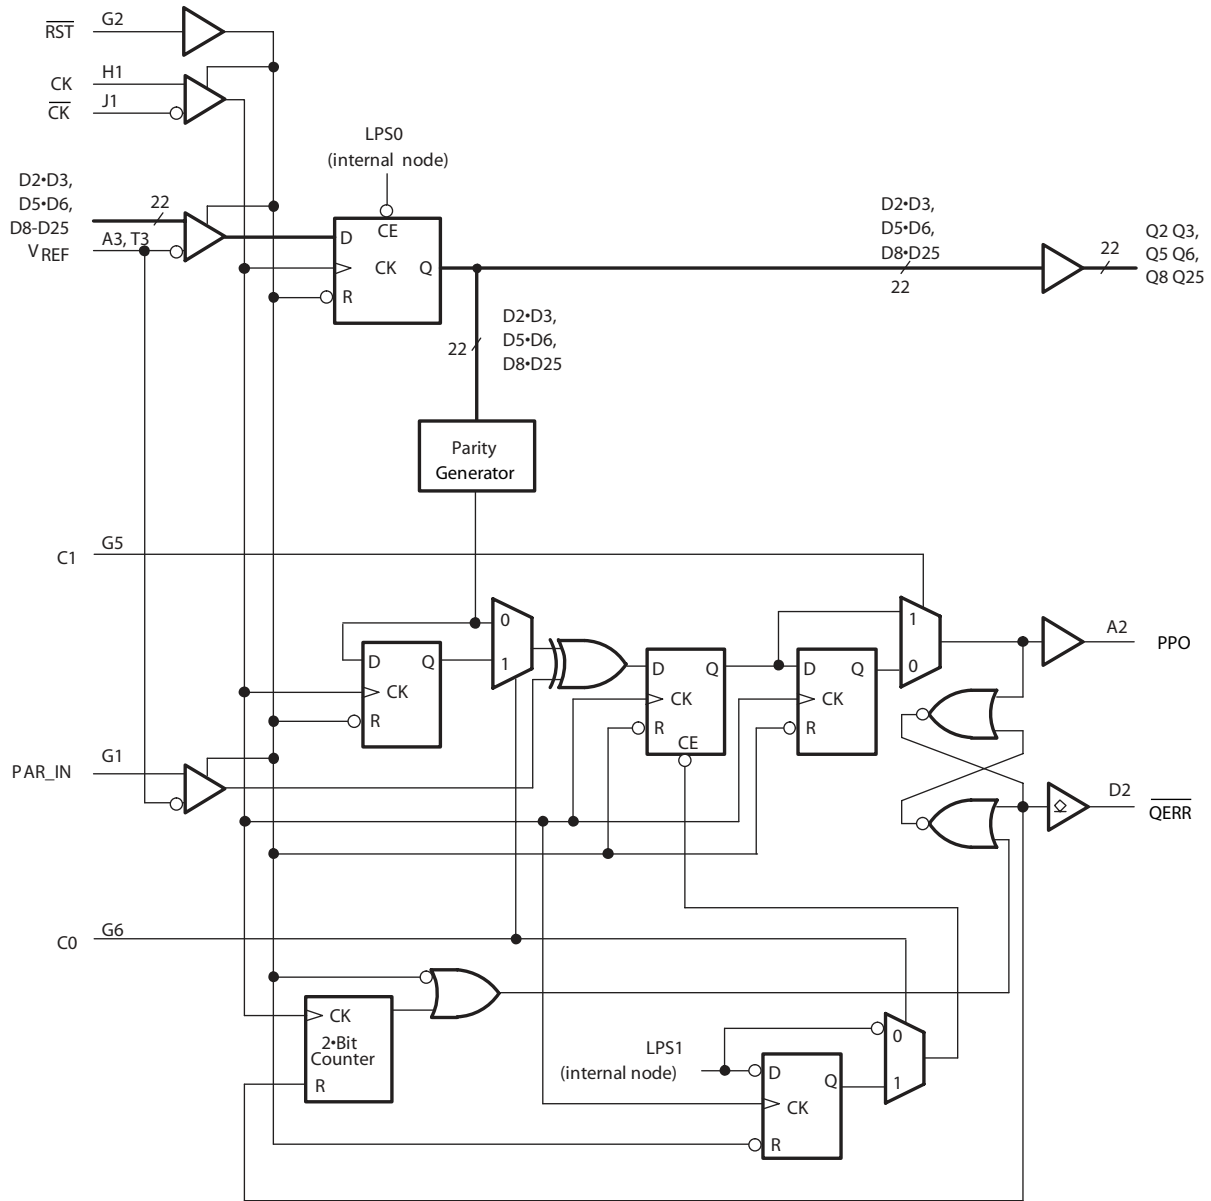 RST G2
CK H1
CK J1
LPS0
(internal node)
D2•D3,
D5•D6,
D8-D25
22
VREF A3, T3
D
CE
CK
Q
R
D2•D3,
D5•D6,
D8•D25
22
22
Q2 Q3,
Q5 Q6,
Q8 Q25
22
D2•D3,
D5•D6,
D8•D25
Parity
Generator
C1 G5
0
1
D
Q
CK
R
D
Q
CK
R
CE
D
Q
CK
R
1
0
A2
PPO
PAR_IN G1
D2
QERR
C0 G6
CK
2•Bit
Counter
R
LPS1
(internal node)
D
Q
CK
R
0
1